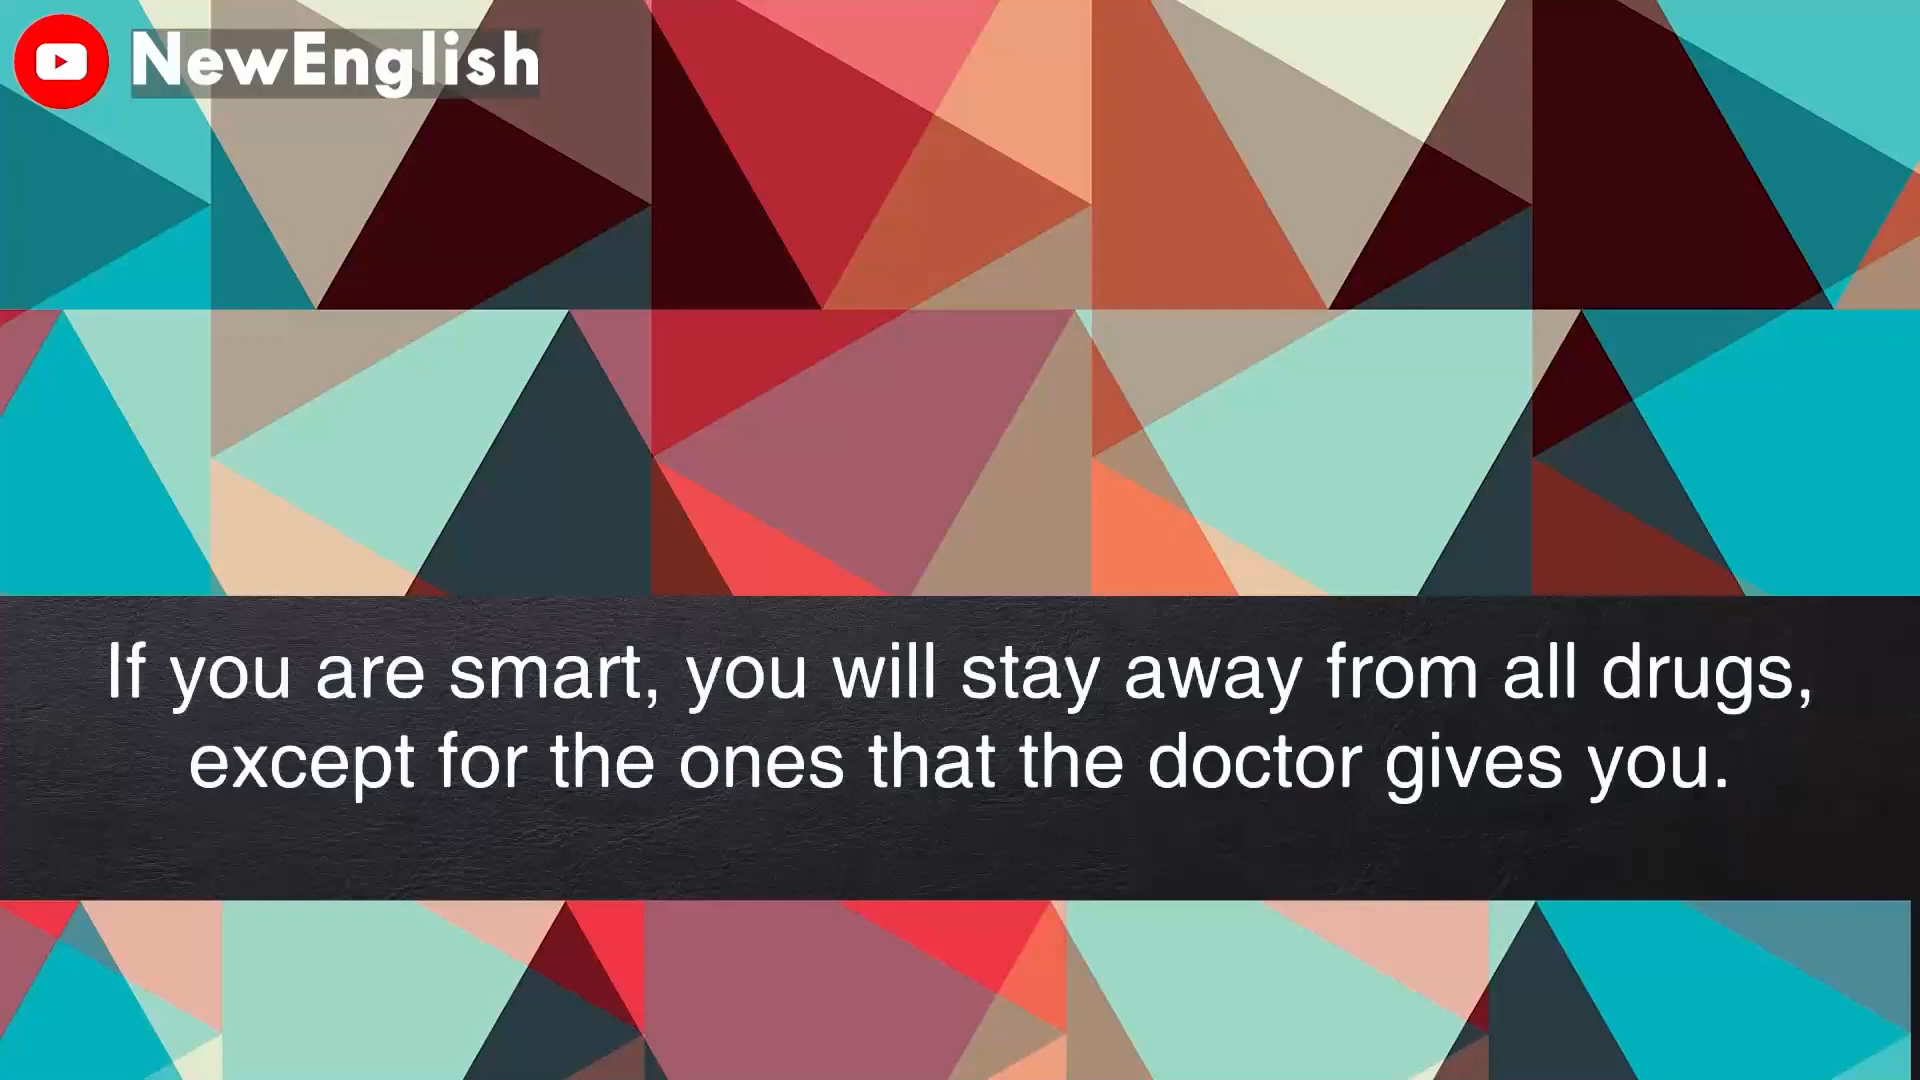 NewEnglish
If you are smart, you will stay away from all drugs,
except for the ones that the doctor gives you.